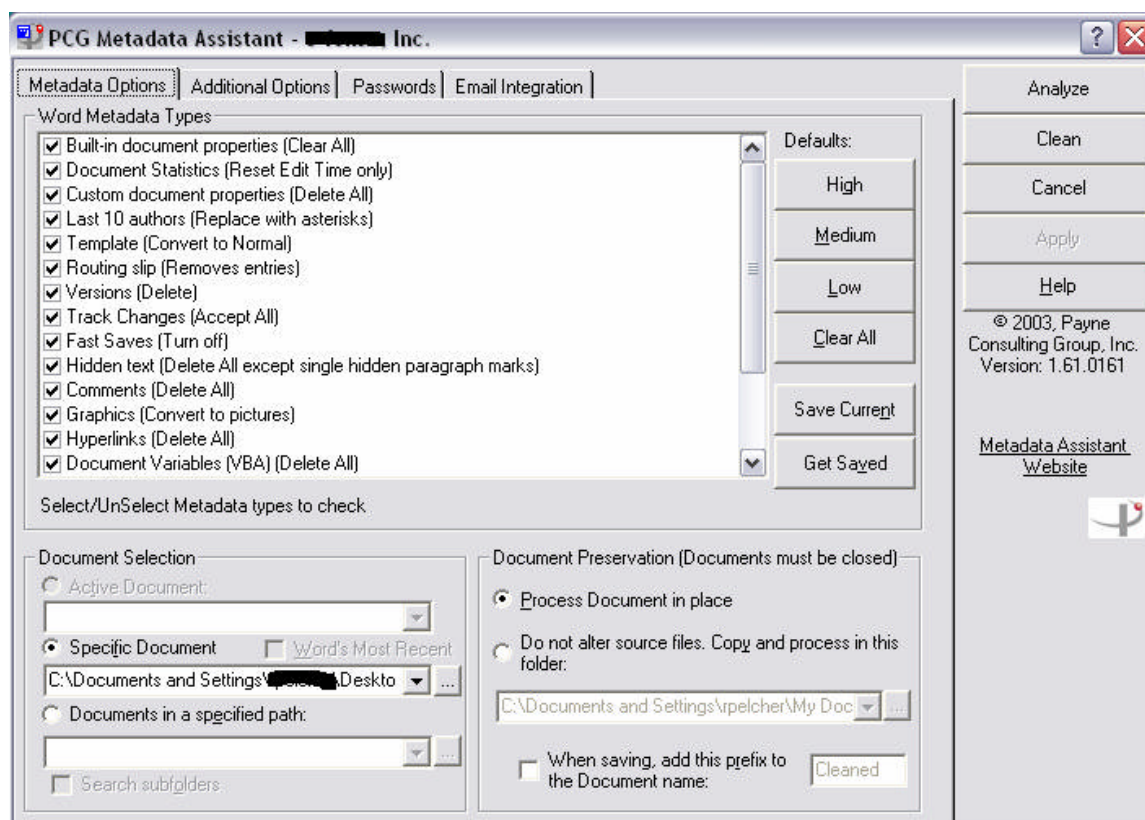 PCG Metadata Assistant - Inc.
Metadata Options
Additional Options
Passwords
Email Integration
Word Metadata Types
Built-in document properties (Clear All)
Document Statistics (Reset Edit Time only)
Custom document properties (Delete All)
Last 10 authors (Replace with asterisks)
Template (Convert to Normal)
Routing slip (Removes entries)
Versions (Delete)
Track Changes (Accept All)
Fast Saves (Turn off)
Hidden text (Delete All except single hidden paragraph marks)
Comments (Delete All)
Graphics (Convert to pictures)
Hyperlinks (Delete All)
Document Variables (VBA) (Delete All)
Select/UnSelect Metadata types to check
Defaults:
High
Medium
Low
Clear All
Save Current
Get Saved
Analyze
Clean
Cancel
Apply
Help
© 2003, Payne
Consulting Group, Inc.
Version: 1.61.0161
Metadata Assistant
Website
Document Selection
Active Document:
Specific Document
Word's Most Recent
C:\Documents and Settings\ \Deskto
...
Documents in a specified path:
...
Search subfolders
Document Preservation (Documents must be closed)
Process Document in place
Do not alter source files. Copy and process in this
folder:
C:\Documents and Settings\rpelcher\My Doc
...
When saving, add this prefix to
the Document name:
Cleaned